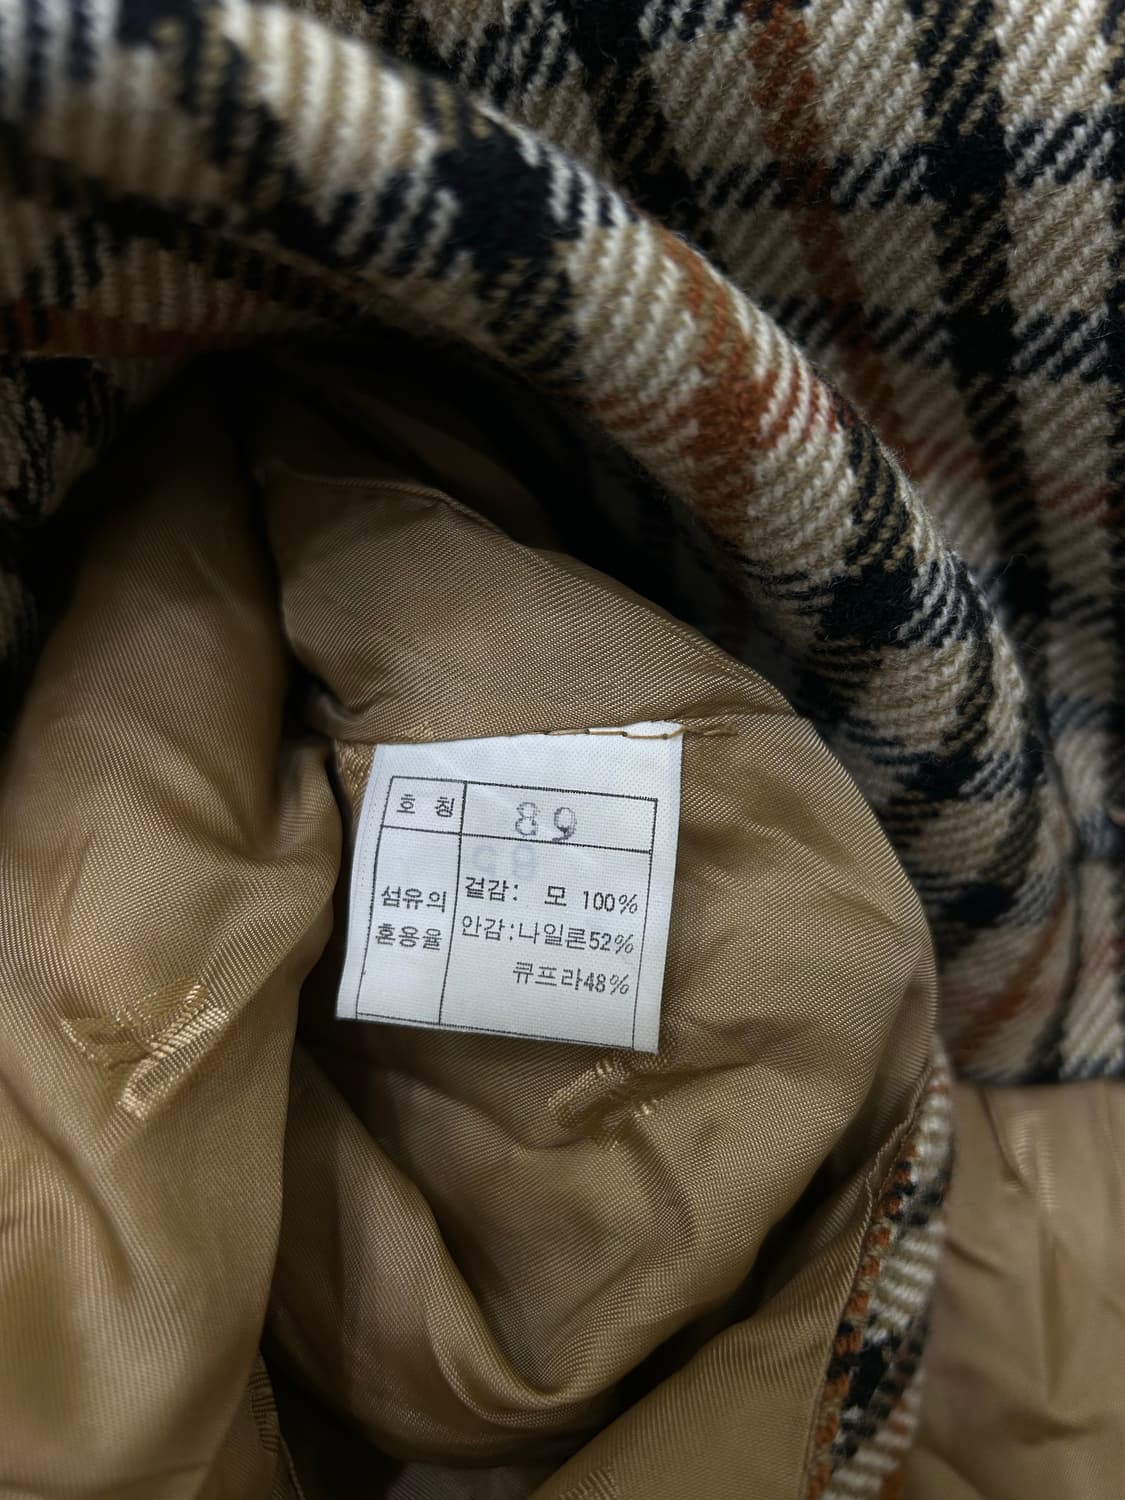 호 칭 89
섬유의 혼용율
겉감: 모 100%
안감:나일론52%
큐프라48%